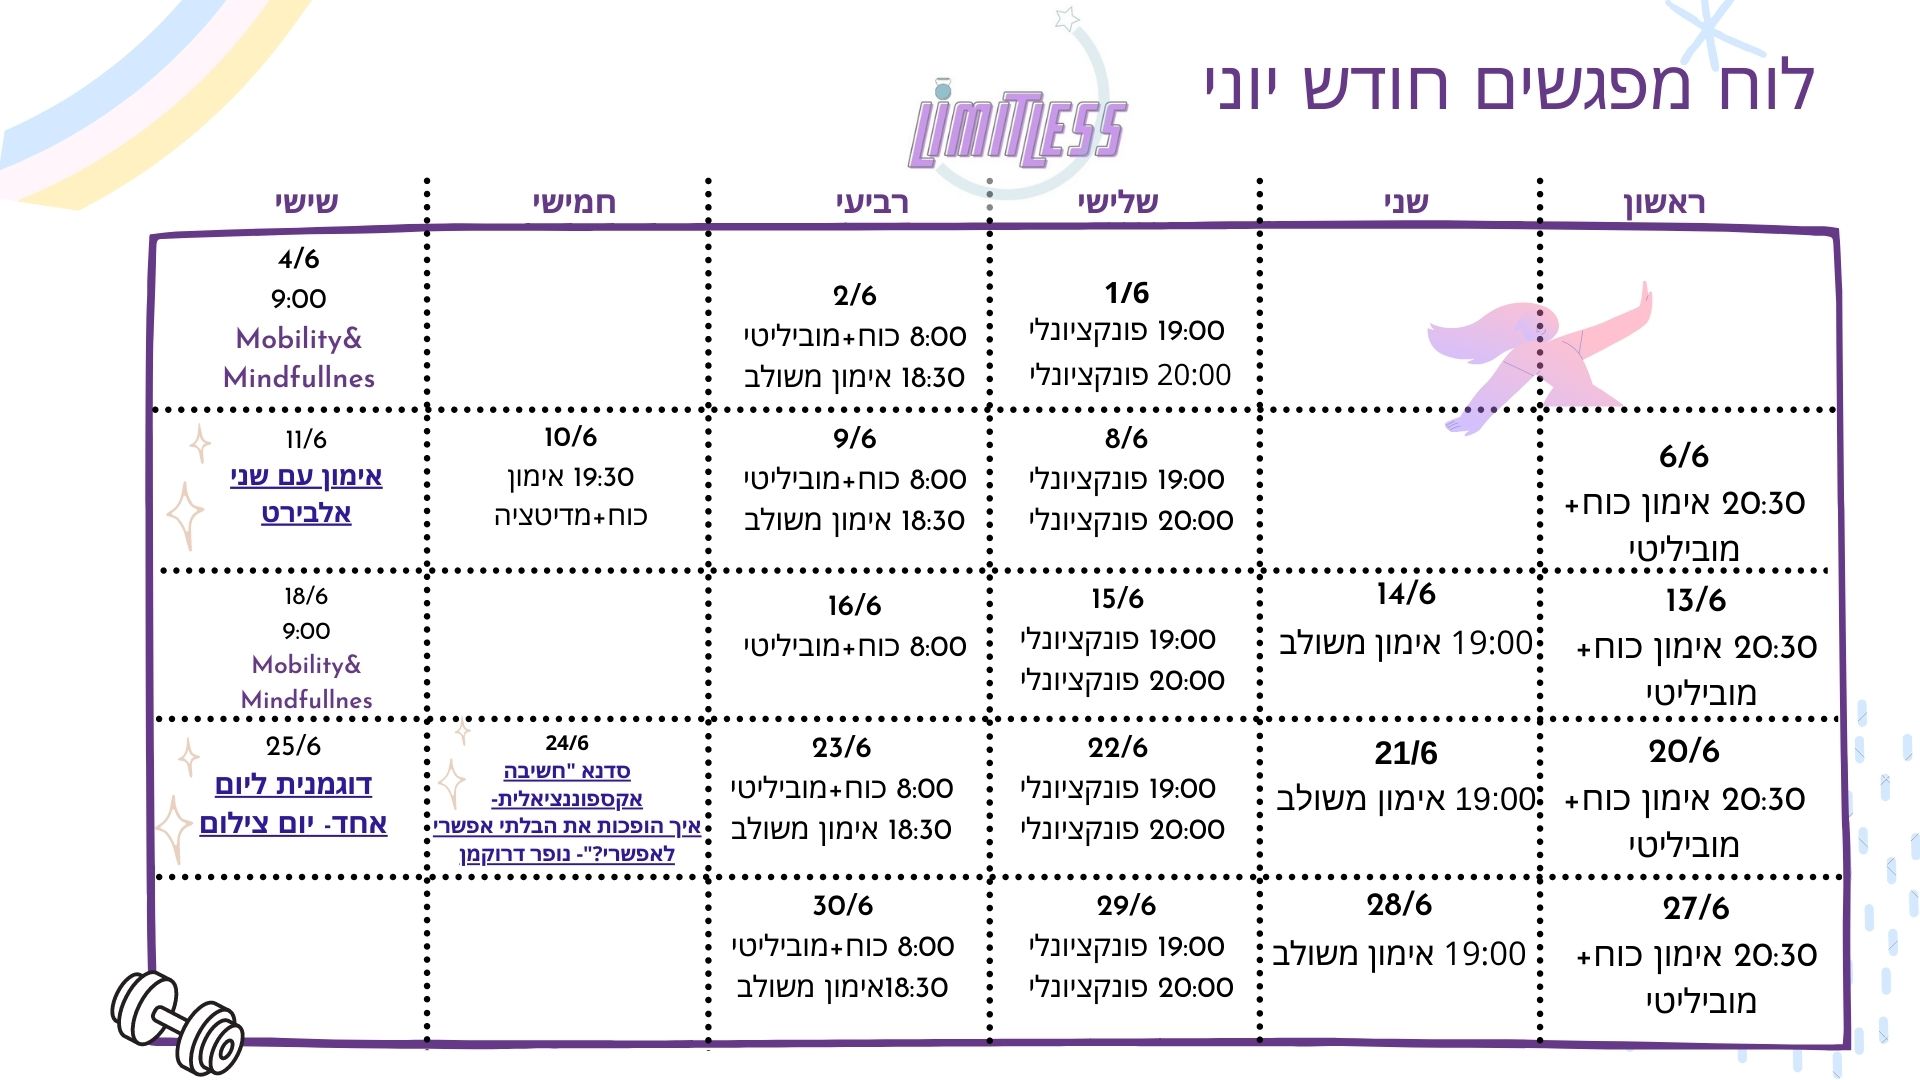 לוח מפגשים חודש יוני
LIMITLESS
ראשון
שני
שלישי
רביעי
חמישי
שישי
1/6
19:00 פונקציונלי
20:00 פונקציונלי
2/6
8:00 כוח+מוביליטי
18:30 אימון משולב
4/6
9:00
Mobility&
Mindfullnes
6/6
20:30 אימון כוח+
מוביליטי
8/6
19:00 פונקציונלי
20:00 פונקציונלי
9/6
8:00 כוח+מוביליטי
18:30 אימון משולב
10/6
19:30 אימון
כוח+מדיטציה
11/6
אימון עם שני
אלבירט
13/6
20:30 אימון כוח+
מוביליטי
14/6
19:00 אימון משולב
15/6
19:00 פונקציונלי
20:00 פונקציונלי
16/6
8:00 כוח+מוביליטי
18/6
9:00
Mobility&
Mindfullnes
20/6
20:30 אימון כוח+
מוביליטי
21/6
19:00 אימון משולב
22/6
19:00 פונקציונלי
20:00 פונקציונלי
23/6
8:00 כוח+מוביליטי
18:30 אימון משולב
24/6
סדנא "חשיבה
אקספוננציאלית-
איך הופכות את הבלתי אפשרי
לאפשרי?"- נופר דרוקמן
25/6
דוגמנית ליום
אחד- יום צילום
27/6
20:30 אימון כוח+
מוביליטי
28/6
19:00 אימון משולב
29/6
19:00 פונקציונלי
20:00 פונקציונלי
30/6
8:00 כוח+מוביליטי
18:30אימון משולב